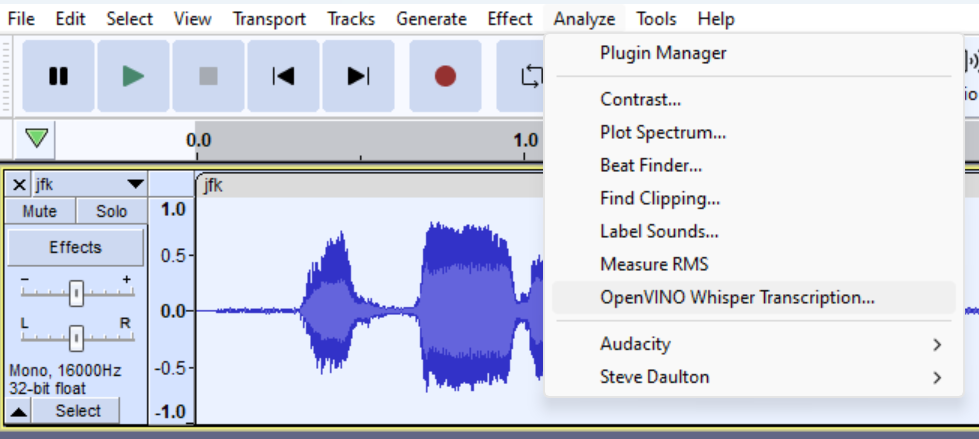 File Edit Select View Transport Tracks Generate Effect Analyze Tools Help
Plugin Manager
Contrast...
Plot Spectrum...
Beat Finder...
Find Clipping...
Label Sounds...
Measure RMS
OpenVINO Whisper Transcription...
Audacity
Steve Daulton
0.0 1.0
jfk
Mute Solo
Effects
- +
L R
Mono, 16000Hz
32-bit float
Select
1.0
0.5-
0.0-
-0.5-
-1.0
jfk
io